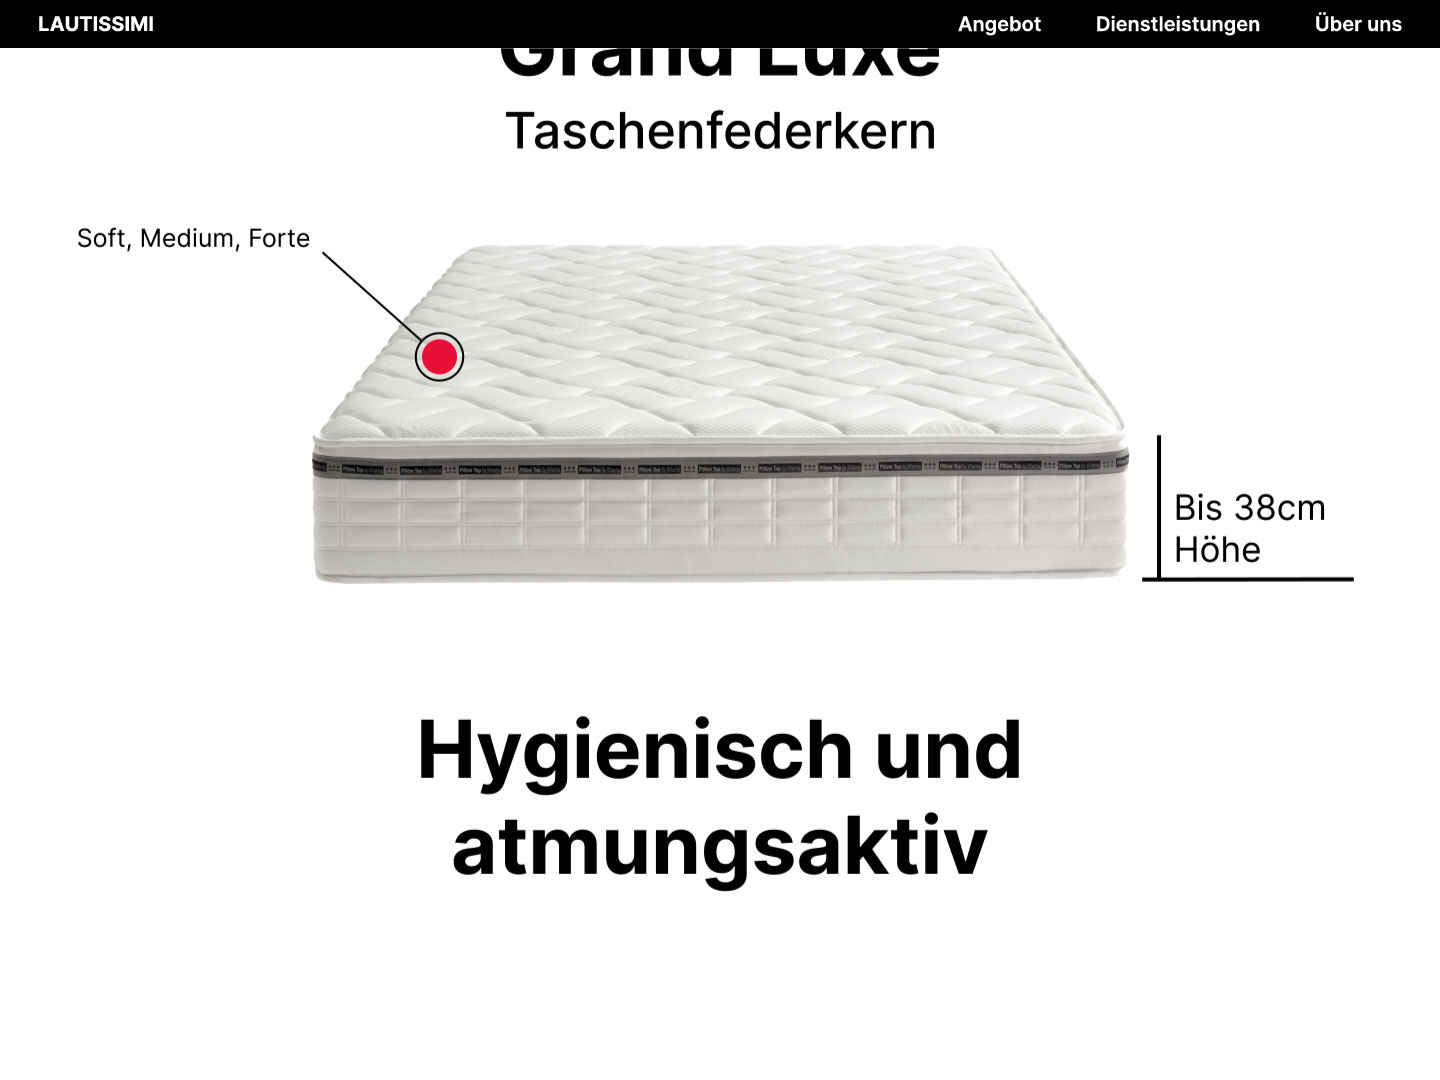 LAUTISSIMI
Angebot
Dienstleistungen
Über uns
Grand Luxe
Taschenfederkern
Soft, Medium, Forte
Bis 38cm
Höhe
Hygienisch und
atmungsaktiv